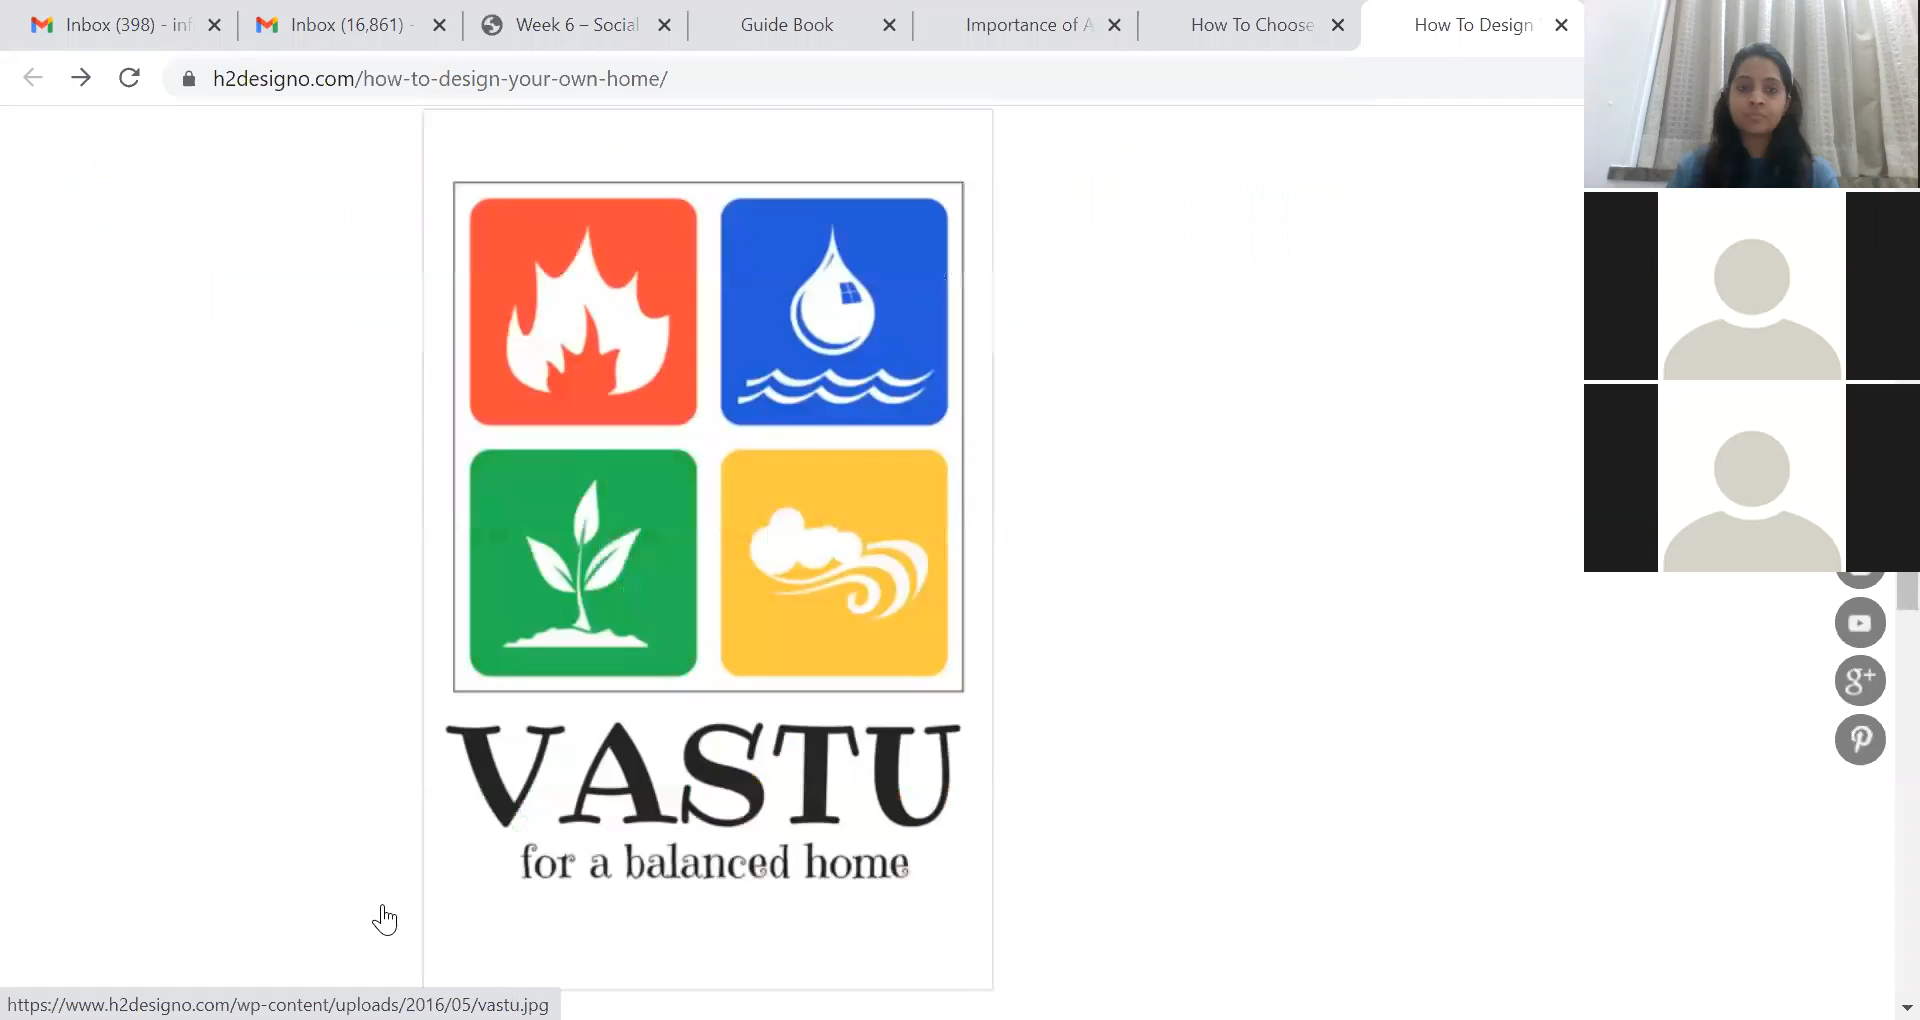 Inbox (398) - inf
Inbox (16,861) -
Week 6 – Social
Guide Book
Importance of A
How To Choose
How To Design
h2designo.com/how-to-design-your-own-home/
VASTU
for a balanced home
g+
https://www.h2designo.com/wp-content/uploads/2016/05/vastu.jpg